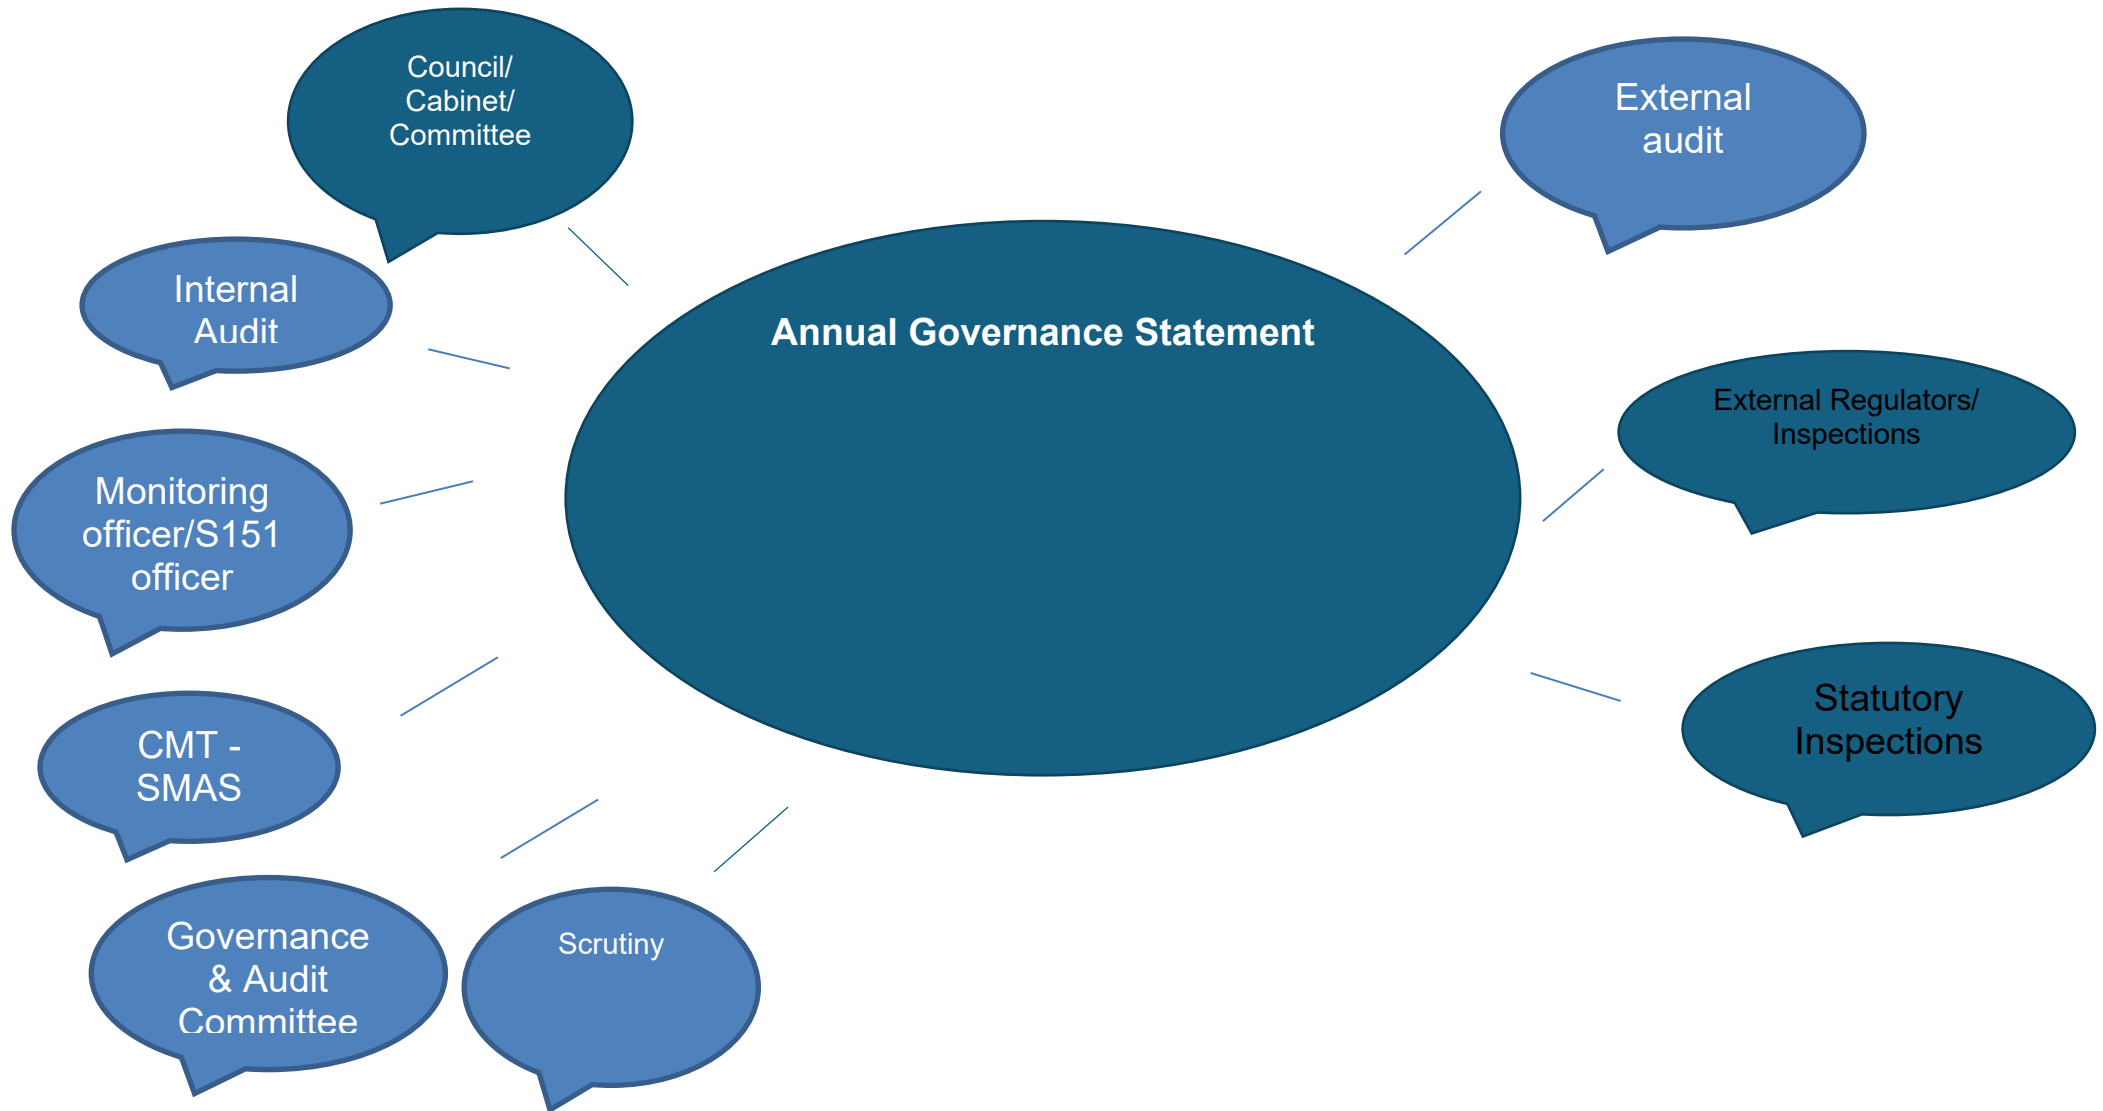 Council/
Cabinet/
Committee
External
audit
Internal
Audit
Annual Governance Statement
External Regulators/
Inspections
Monitoring
officer/S151
officer
Statutory
Inspections
CMT -
SMAS
Governance
& Audit
Committee
Scrutiny